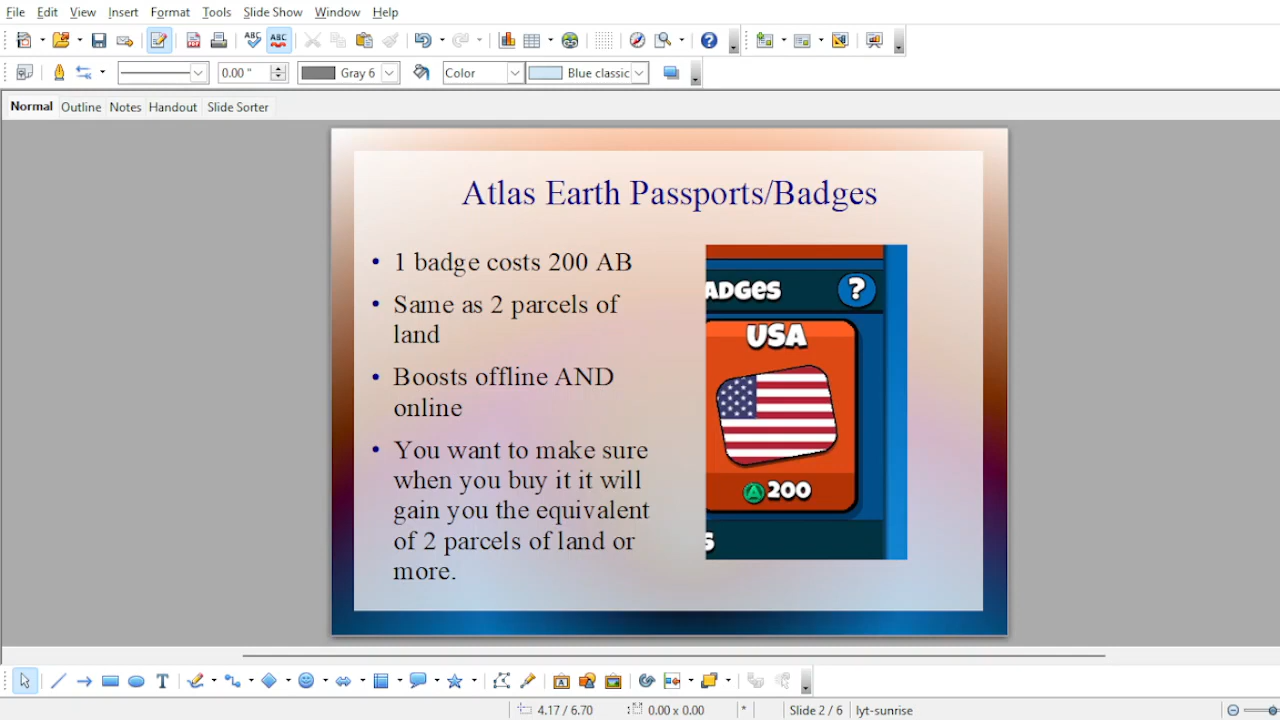 File Edit View Insert Format Tools Slide Show Window Help
ABC ABC
0.00 " Gray 6 Color Blue classic
Normal Outline Notes Handout Slide Sorter
Atlas Earth Passports/Badges
• 1 badge costs 200 AB
• Same as 2 parcels of
land
• Boosts offline AND
online
• You want to make sure
when you buy it it will
gain you the equivalent
of 2 parcels of land or
more.
ADGES ?
USA
A 200
S
T A
4.17 / 6.70 0.00 x 0.00 * Slide 2 / 6 lyt-sunrise